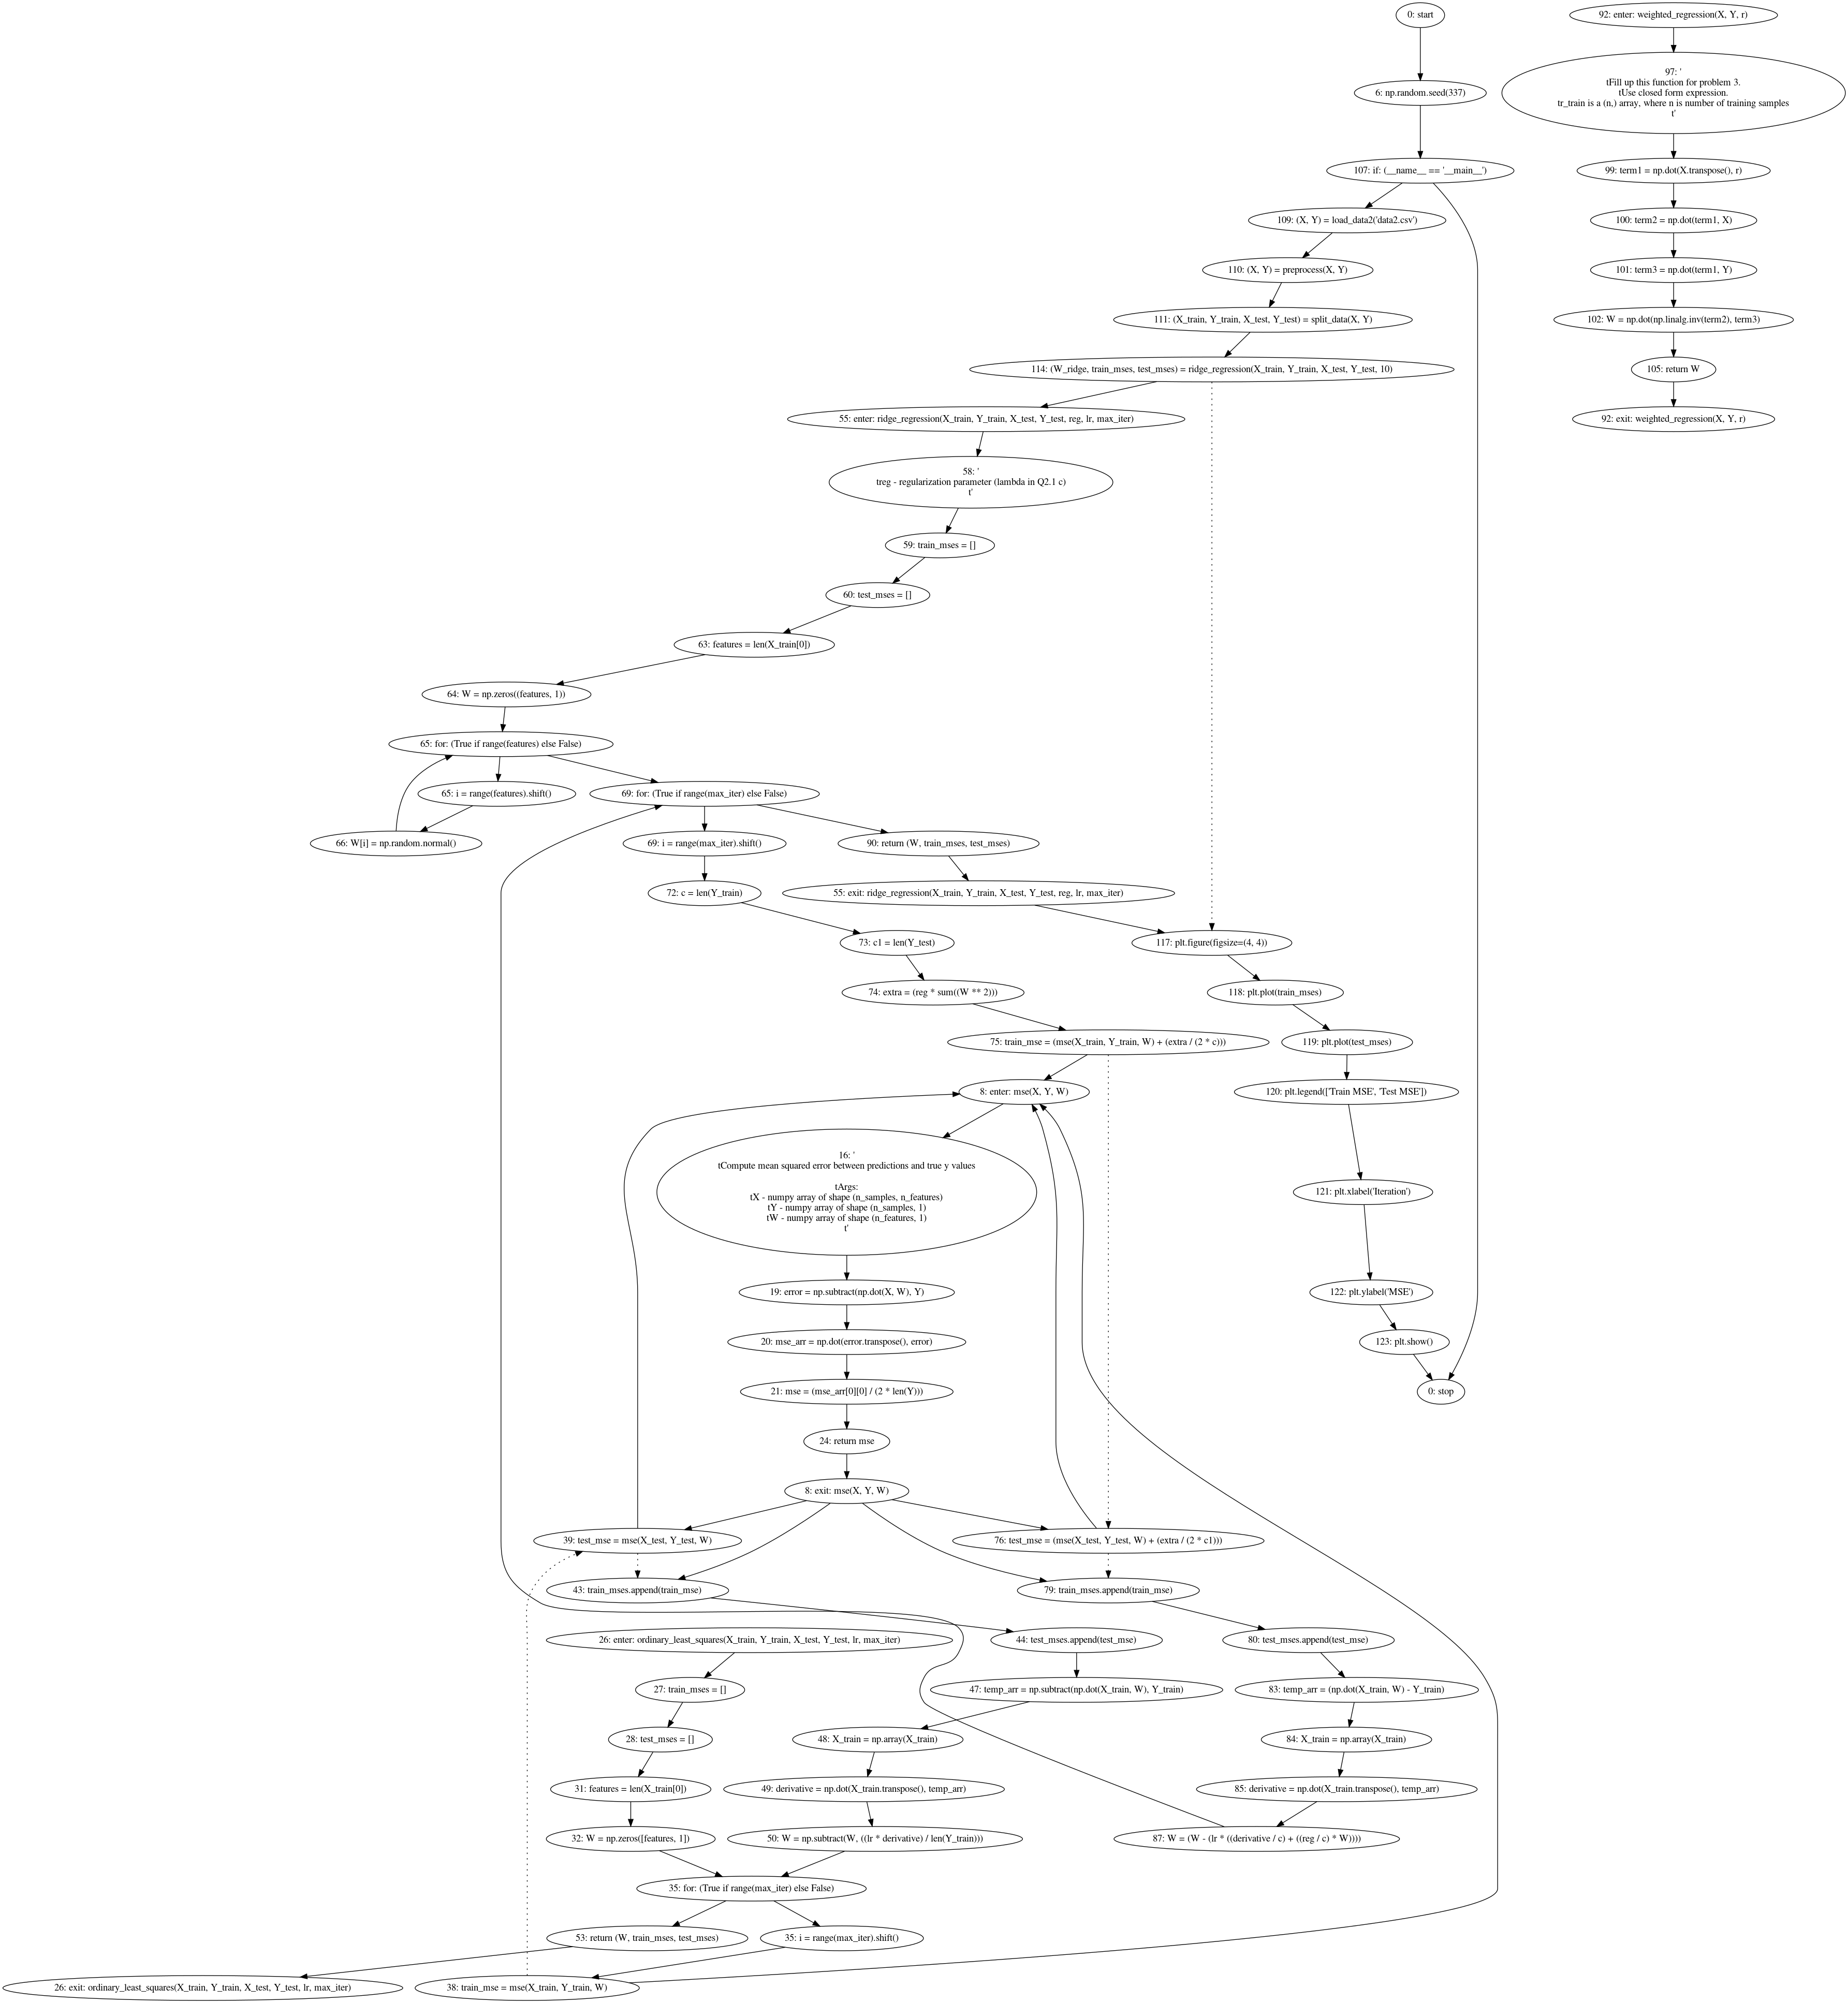 0: start
92: enter: weighted_regression(X, Y, r)
6: np.random.seed(337)
97: '
tFill up this function for problem 3.
tUse closed form expression.
tr_train is a (n,) array, where n is number of training samples
t'
107: if: (__name__ == '__main__')
99: term1 = np.dot(X.transpose(), r)
109: (X, Y) = load_data2('data2.csv')
100: term2 = np.dot(term1, X)
110: (X, Y) = preprocess(X, Y)
101: term3 = np.dot(term1, Y)
111: (X_train, Y_train, X_test, Y_test) = split_data(X, Y)
102: W = np.dot(np.linalg.inv(term2), term3)
114: (W_ridge, train_mses, test_mses) = ridge_regression(X_train, Y_train, X_test, Y_test, 10)
105: return W
55: enter: ridge_regression(X_train, Y_train, X_test, Y_test, reg, lr, max_iter)
92: exit: weighted_regression(X, Y, r)
58: '
treg - regularization parameter (lambda in Q2.1 c)
t'
59: train_mses = []
60: test_mses = []
63: features = len(X_train[0])
64: W = np.zeros((features, 1))
65: for: (True if range(features) else False)
65: i = range(features).shift()
69: for: (True if range(max_iter) else False)
66: W[i] = np.random.normal()
69: i = range(max_iter).shift()
90: return (W, train_mses, test_mses)
72: c = len(Y_train)
55: exit: ridge_regression(X_train, Y_train, X_test, Y_test, reg, lr, max_iter)
73: c1 = len(Y_test)
117: plt.figure(figsize=(4, 4))
74: extra = (reg * sum((W ** 2)))
118: plt.plot(train_mses)
75: train_mse = (mse(X_train, Y_train, W) + (extra / (2 * c)))
119: plt.plot(test_mses)
8: enter: mse(X, Y, W)
120: plt.legend(['Train MSE', 'Test MSE'])
16: '
tCompute mean squared error between predictions and true y values
tArgs:
tX - numpy array of shape (n_samples, n_features)
tY - numpy array of shape (n_samples, 1)
tW - numpy array of shape (n_features, 1)
t'
121: plt.xlabel('Iteration')
19: error = np.subtract(np.dot(X, W), Y)
122: plt.ylabel('MSE')
20: mse_arr = np.dot(error.transpose(), error)
123: plt.show()
21: mse = (mse_arr[0][0] / (2 * len(Y)))
0: stop
24: return mse
8: exit: mse(X, Y, W)
39: test_mse = mse(X_test, Y_test, W)
76: test_mse = (mse(X_test, Y_test, W) + (extra / (2 * c1)))
43: train_mses.append(train_mse)
79: train_mses.append(train_mse)
26: enter: ordinary_least_squares(X_train, Y_train, X_test, Y_test, lr, max_iter)
44: test_mses.append(test_mse)
80: test_mses.append(test_mse)
27: train_mses = []
47: temp_arr = np.subtract(np.dot(X_train, W), Y_train)
83: temp_arr = (np.dot(X_train, W) - Y_train)
28: test_mses = []
48: X_train = np.array(X_train)
84: X_train = np.array(X_train)
31: features = len(X_train[0])
49: derivative = np.dot(X_train.transpose(), temp_arr)
85: derivative = np.dot(X_train.transpose(), temp_arr)
32: W = np.zeros([features, 1])
50: W = np.subtract(W, ((lr * derivative) / len(Y_train)))
87: W = (W - (lr * ((derivative / c) + ((reg / c) * W))))
35: for: (True if range(max_iter) else False)
53: return (W, train_mses, test_mses)
35: i = range(max_iter).shift()
26: exit: ordinary_least_squares(X_train, Y_train, X_test, Y_test, lr, max_iter)
38: train_mse = mse(X_train, Y_train, W)